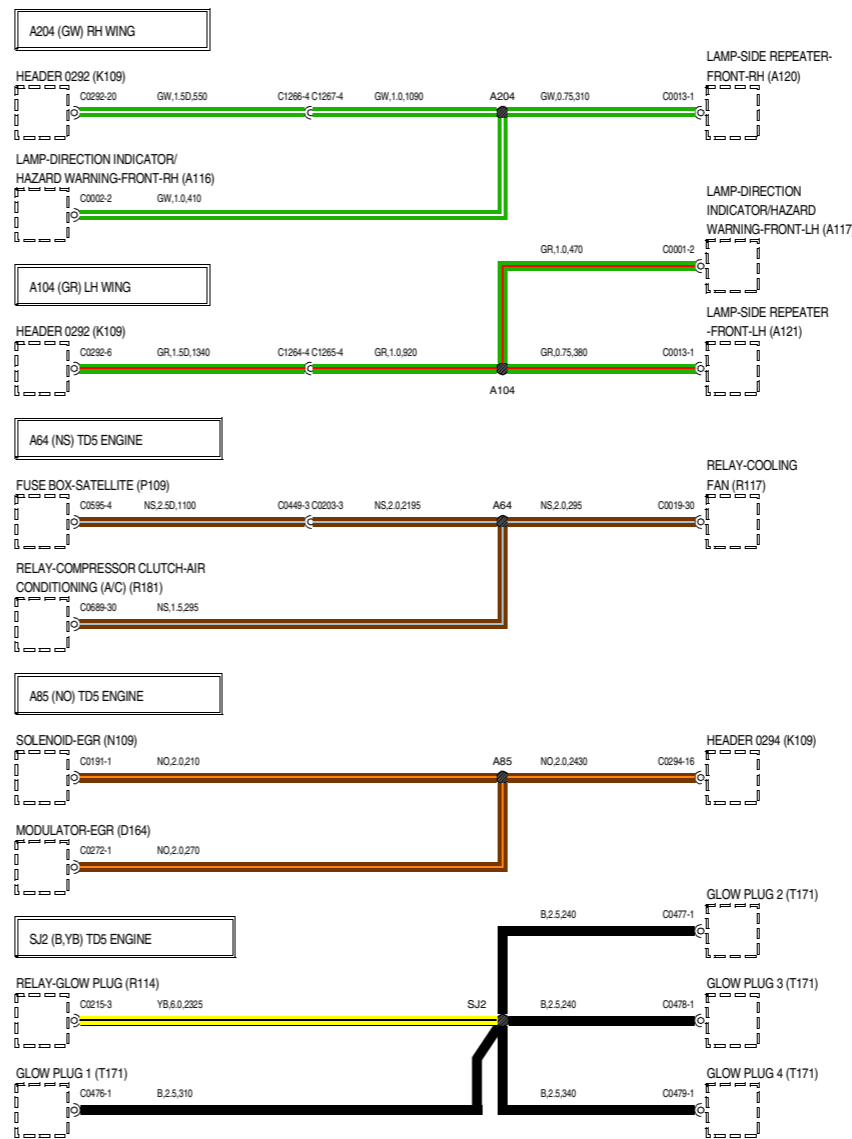 A204 (GW) RH WING
HEADER 0292 (K109)
C0292-20 GW,1.5D,550 C1266-4 C1267-4 GW,1.0,1090 A204 GW,0.75,310 C0013-1
LAMP-SIDE REPEATER-
FRONT-RH (A120)
LAMP-DIRECTION INDICATOR/
HAZARD WARNING-FRONT-RH (A116)
C0002-2 GW,1.0,410
LAMP-DIRECTION
INDICATOR/HAZARD
WARNING-FRONT-LH (A117
GR,1.0,470 C0001-2
A104 (GR) LH WING
HEADER 0292 (K109)
C0292-6 GR,1.5D,1340 C1264-4 C1265-4 GR,1.0,920 GR,0.75,380 C0013-1
A104
LAMP-SIDE REPEATER
-FRONT-LH (A121)
A64 (NS) TD5 ENGINE
FUSE BOX-SATELLITE (P109)
C0595-4 NS,2.5D,1100 C0449-3 C0203-3 NS,2.0,2195 A64 NS,2.0,295 C0019-30
RELAY-COOLING
FAN (R117)
RELAY-COMPRESSOR CLUTCH-AIR
CONDITIONING (A/C) (R181)
C0689-30 NS,1.5,295
A85 (NO) TD5 ENGINE
SOLENOID-EGR (N109)
C0191-1 NO,2.0,210 A85 NO,2.0,2430 C0294-16
HEADER 0294 (K109)
MODULATOR-EGR (D164)
C0272-1 NO,2.0,270
SJ2 (B,YB) TD5 ENGINE
B,2.5,240 C0477-1
GLOW PLUG 2 (T171)
RELAY-GLOW PLUG (R114)
C0215-3 YB,6.0,2325 SJ2 B,2.5,240 C0478-1
GLOW PLUG 3 (T171)
GLOW PLUG 1 (T171)
C0476-1 B,2.5,310 B,2.5,340 C0479-1
GLOW PLUG 4 (T171)